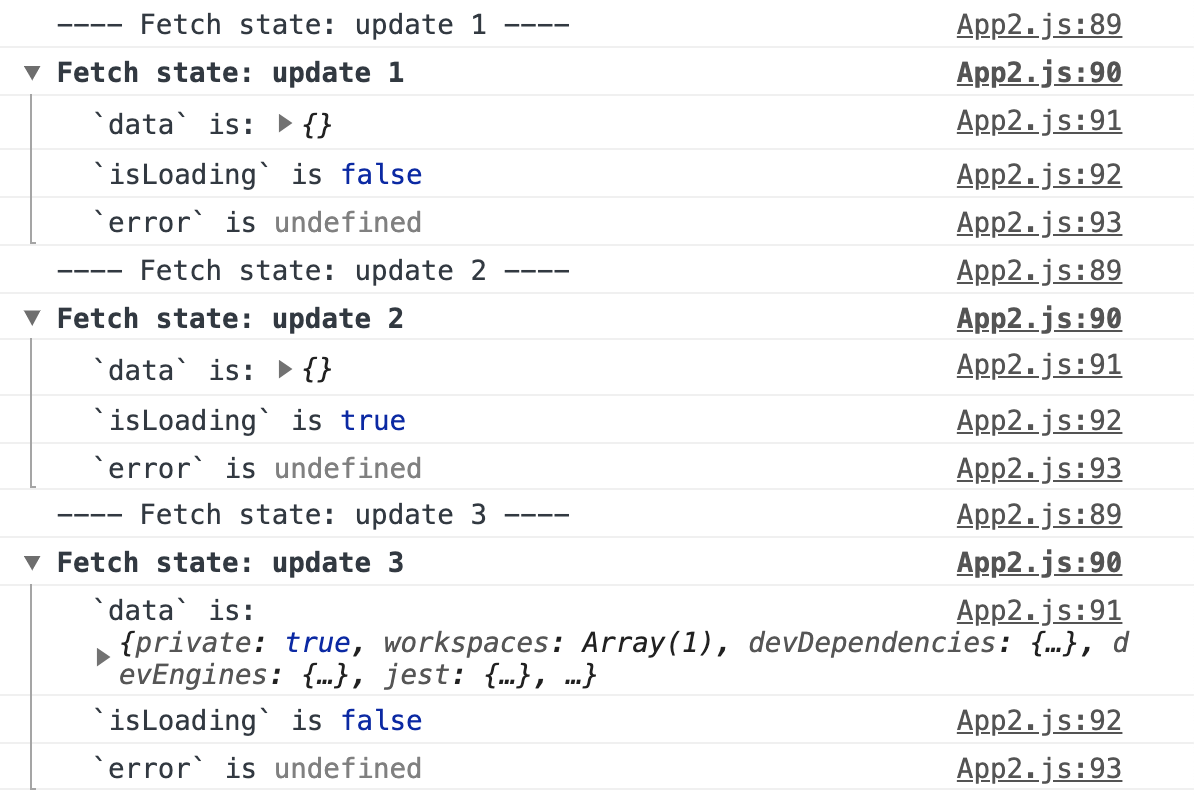 ---- Fetch state: update 1 ---- App2.js:89
▼ Fetch state: update 1 App2.js:90
`data` is: ▶ {} App2.js:91
`isLoading` is false App2.js:92
`error` is undefined App2.js:93
---- Fetch state: update 2 ---- App2.js:89
▼ Fetch state: update 2 App2.js:90
`data` is: ▶ {} App2.js:91
`isLoading` is true App2.js:92
`error` is undefined App2.js:93
---- Fetch state: update 3 ---- App2.js:89
▼ Fetch state: update 3 App2.js:90
`data` is: App2.js:91
▶ {private: true, workspaces: Array(1), devDependencies: {…}, d
evEngines: {…}, jest: {…}, …}
`isLoading` is false App2.js:92
`error` is undefined App2.js:93